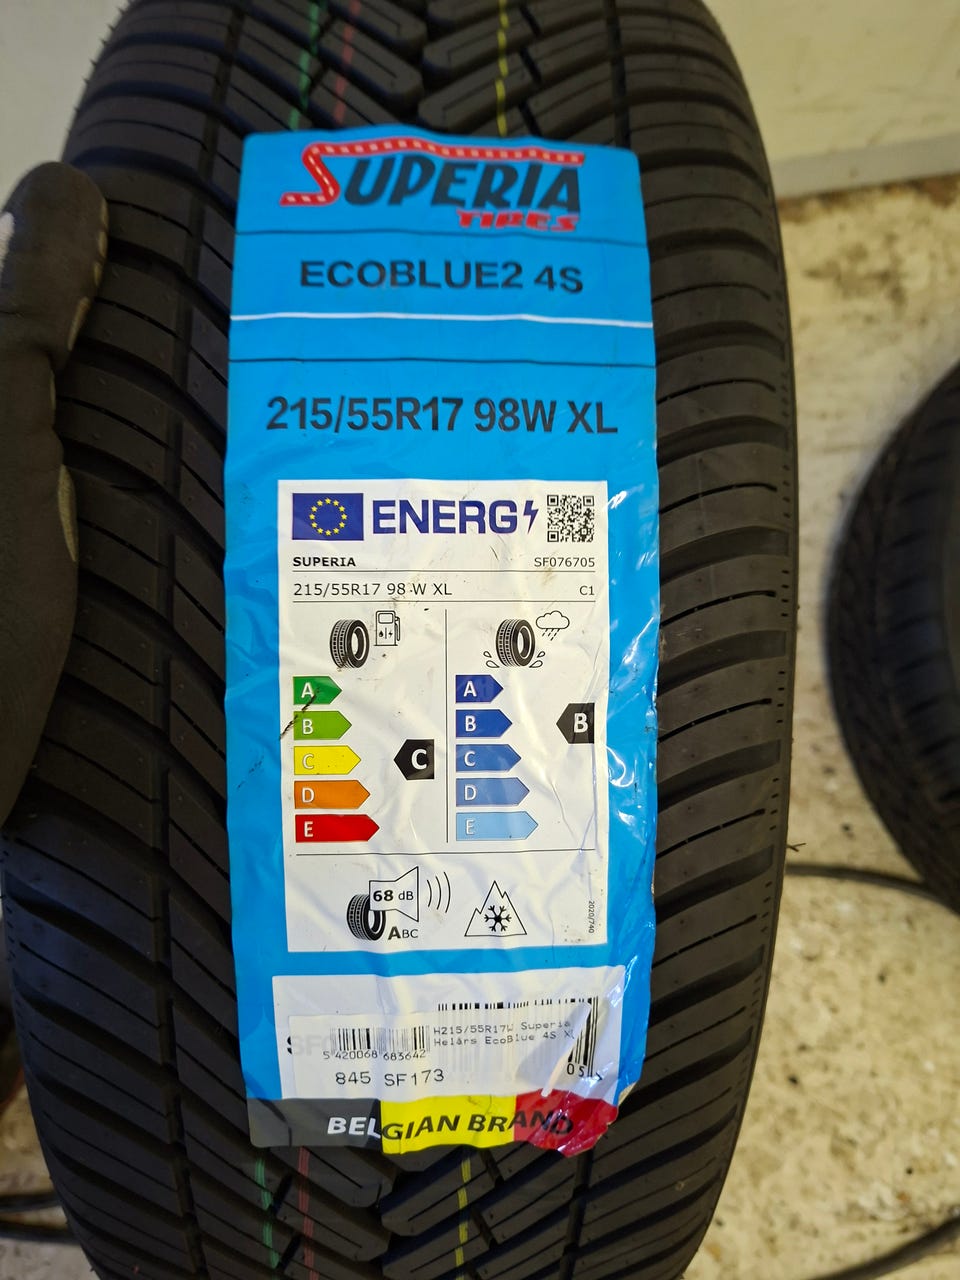 SUPERIA
TIRES
ECOBLUE2 4S
215/55R17 98W XL
ENERG
SUPERIA SF076705
215/55R17 98 W XL C1
A A
B B B
C C C
D D
E E
68 dB
ABC
2020/740
H215/55R17W Superia
Helårs EcoBlue 4S XL
5 420068 683642
845 SF173
05
BELGIAN BRAND